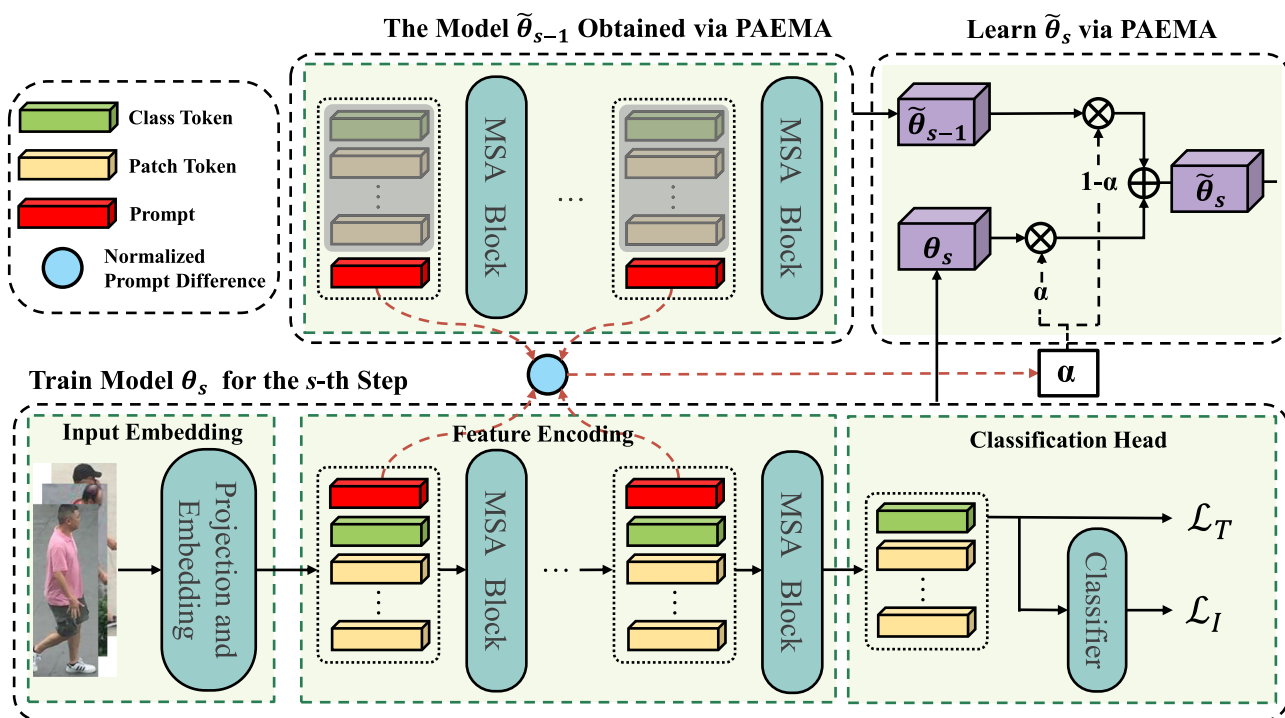 The Model θ̃ₛ₋₁ Obtained via PAEMA
Learn θ̃ₛ via PAEMA
Class Token
Patch Token
Prompt
Normalized
Prompt Difference
MSA Block
...
MSA Block
θ̃ₛ₋₁
1-α
θ̃ₛ
θₛ
α
α
Train Model θₛ for the s-th Step
Input Embedding
Feature Encoding
Classification Head
Projection and
Embedding
MSA Block
...
MSA Block
Classifier
ℒ_T
ℒ_I